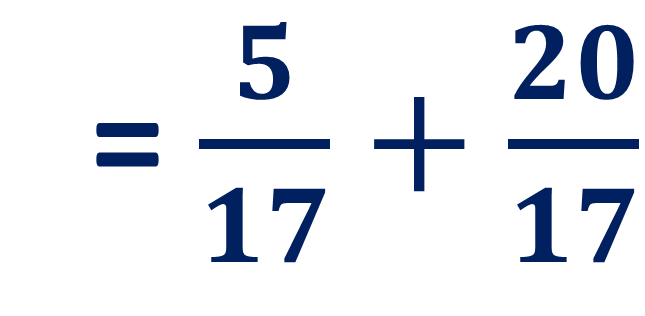 = 5/17 + 20/17